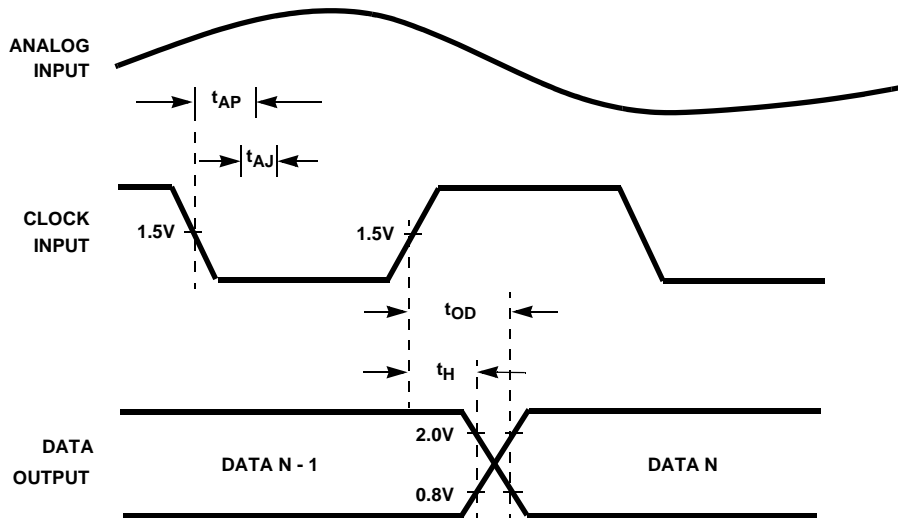 ANALOG
INPUT
tAP
tAJ
CLOCK
INPUT
1.5V
1.5V
tOD
tH
DATA
OUTPUT
2.0V
DATA N - 1
DATA N
0.8V